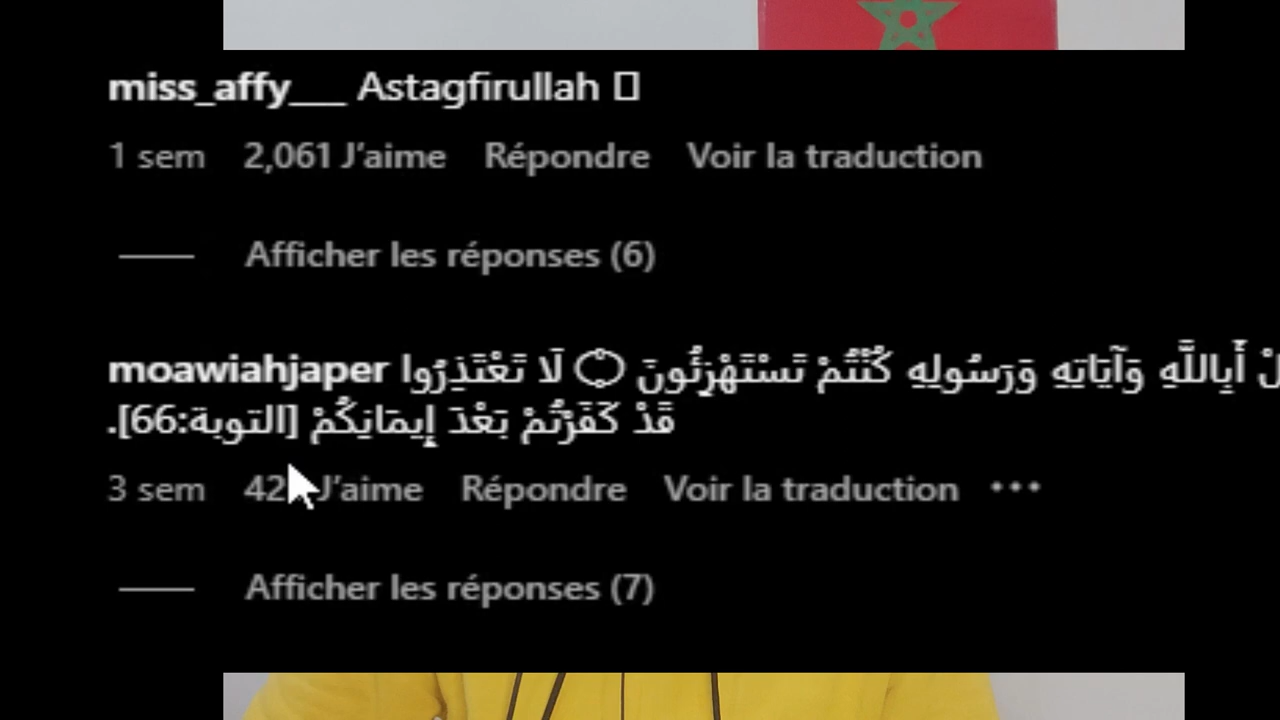 miss_affy___ Astagfirullah
1 sem 2,061 J'aime Répondre Voir la traduction
Afficher les réponses (6)
moawiahjaper أَبِاللَّهِ وَآيَاتِهِ وَرَسُولِهِ كُنْتُمْ تَسْتَهْزِئُونَ ۝ لَا تَعْتَذِرُوا
قَدْ كَفَرْتُمْ بَعْدَ إِيمَانِكُمْ [التوبة:66].
3 sem J'aime Répondre Voir la traduction •••
Afficher les réponses (7)